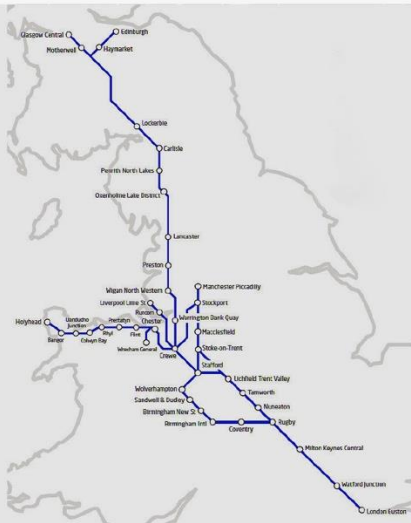 Glasgow Central
Edinburgh
Motherwell
Haymarket
Lockerbie
Carlisle
Penrith North Lakes
Oxenholme Lake District
Lancaster
Preston
Wigan North Western
Manchester Piccadilly
Liverpool Lime St
Stockport
Runcorn
Chester
Warrington Bank Quay
Holyhead
Llandudno
Junction
Prestatyn
Macclesfield
Bangor
Colwyn Bay
Rhyl
Flint
Wrexham General
Crewe
Stoke-on-Trent
Stafford
Lichfield Trent Valley
Wolverhampton
Tamworth
Sandwell & Dudley
Nuneaton
Birmingham New St
Birmingham Intl
Coventry
Rugby
Milton Keynes Central
Watford Junction
London Euston